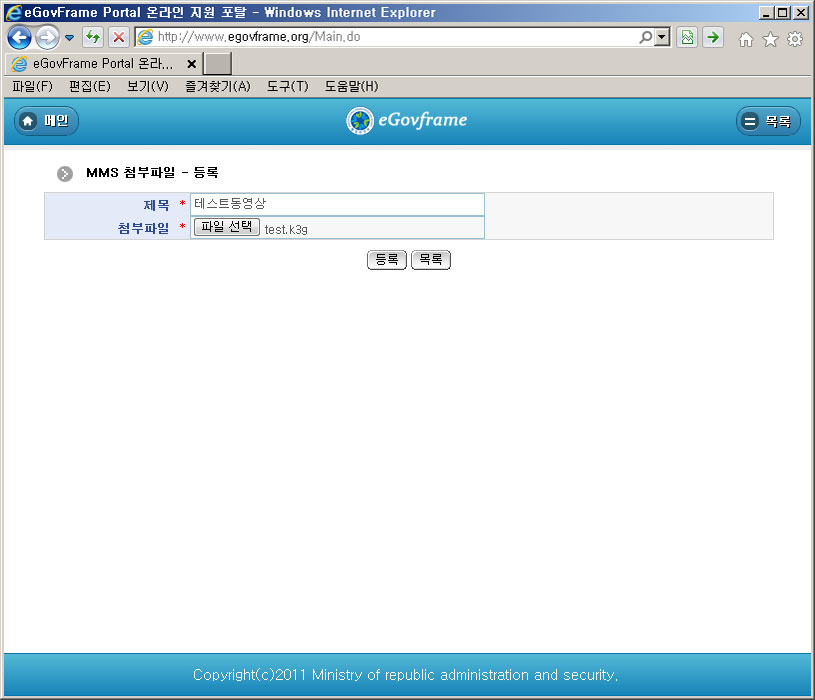 eGovFrame Portal 온라인 지원 포탈 - Windows Internet Explorer
http://www.egovframe.org/Main.do
eGovFrame Portal 온라...
파일(F) 편집(E) 보기(V) 즐겨찾기(A) 도구(T) 도움말(H)
메인 eGovframe 목록
MMS 첨부파일 - 등록
제목 * 테스트동영상
첨부파일 * 파일 선택 test.k3g
등록 목록
Copyright(c)2011 Ministry of republic administration and security.